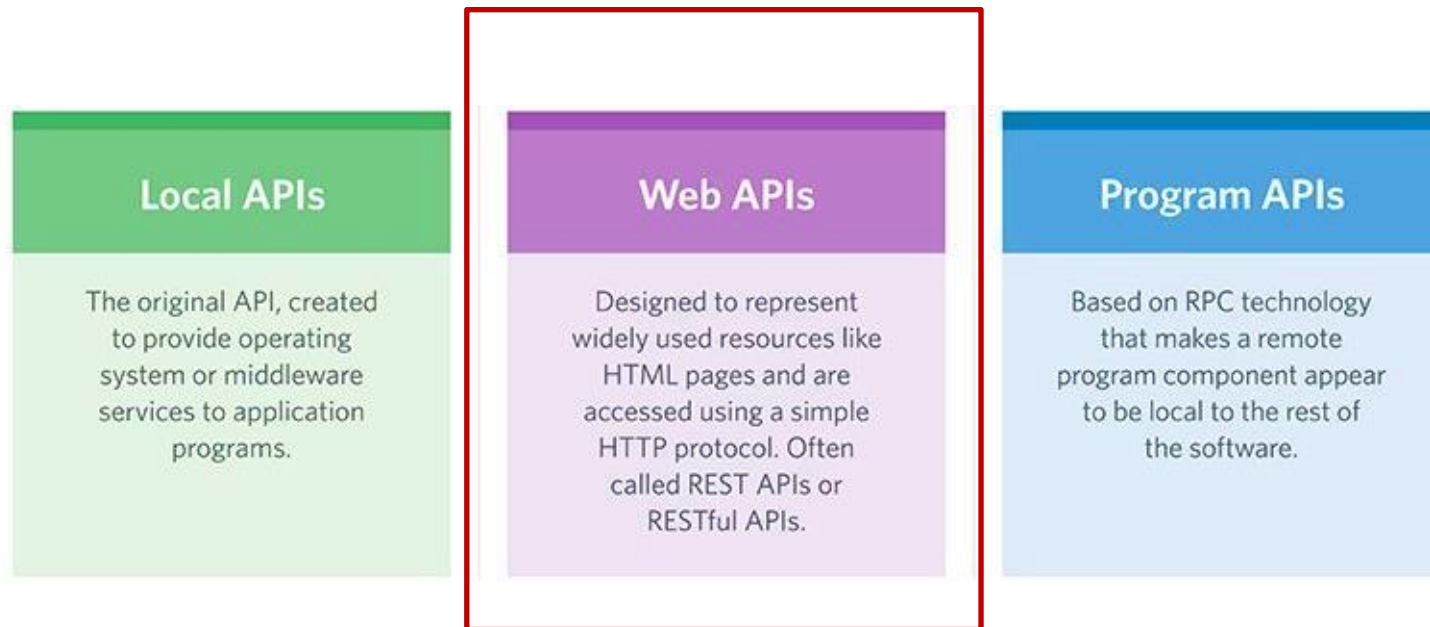 Local APIs
The original API, created
to provide operating
system or middleware
services to application
programs.
Web APIs
Designed to represent
widely used resources like
HTML pages and are
accessed using a simple
HTTP protocol. Often
called REST APIs or
RESTful APIs.
Program APIs
Based on RPC technology
that makes a remote
program component appear
to be local to the rest of
the software.